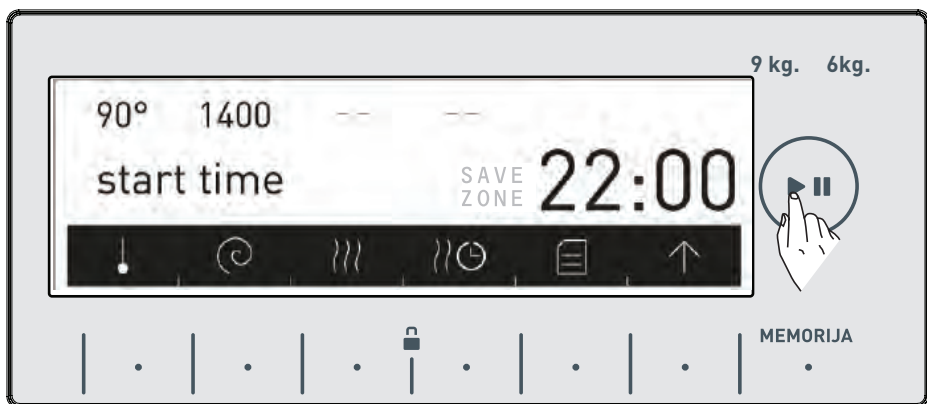 9 kg. 6kg.
90° 1400 -- --
start time SAVE ZONE 22:00
MEMORIJA